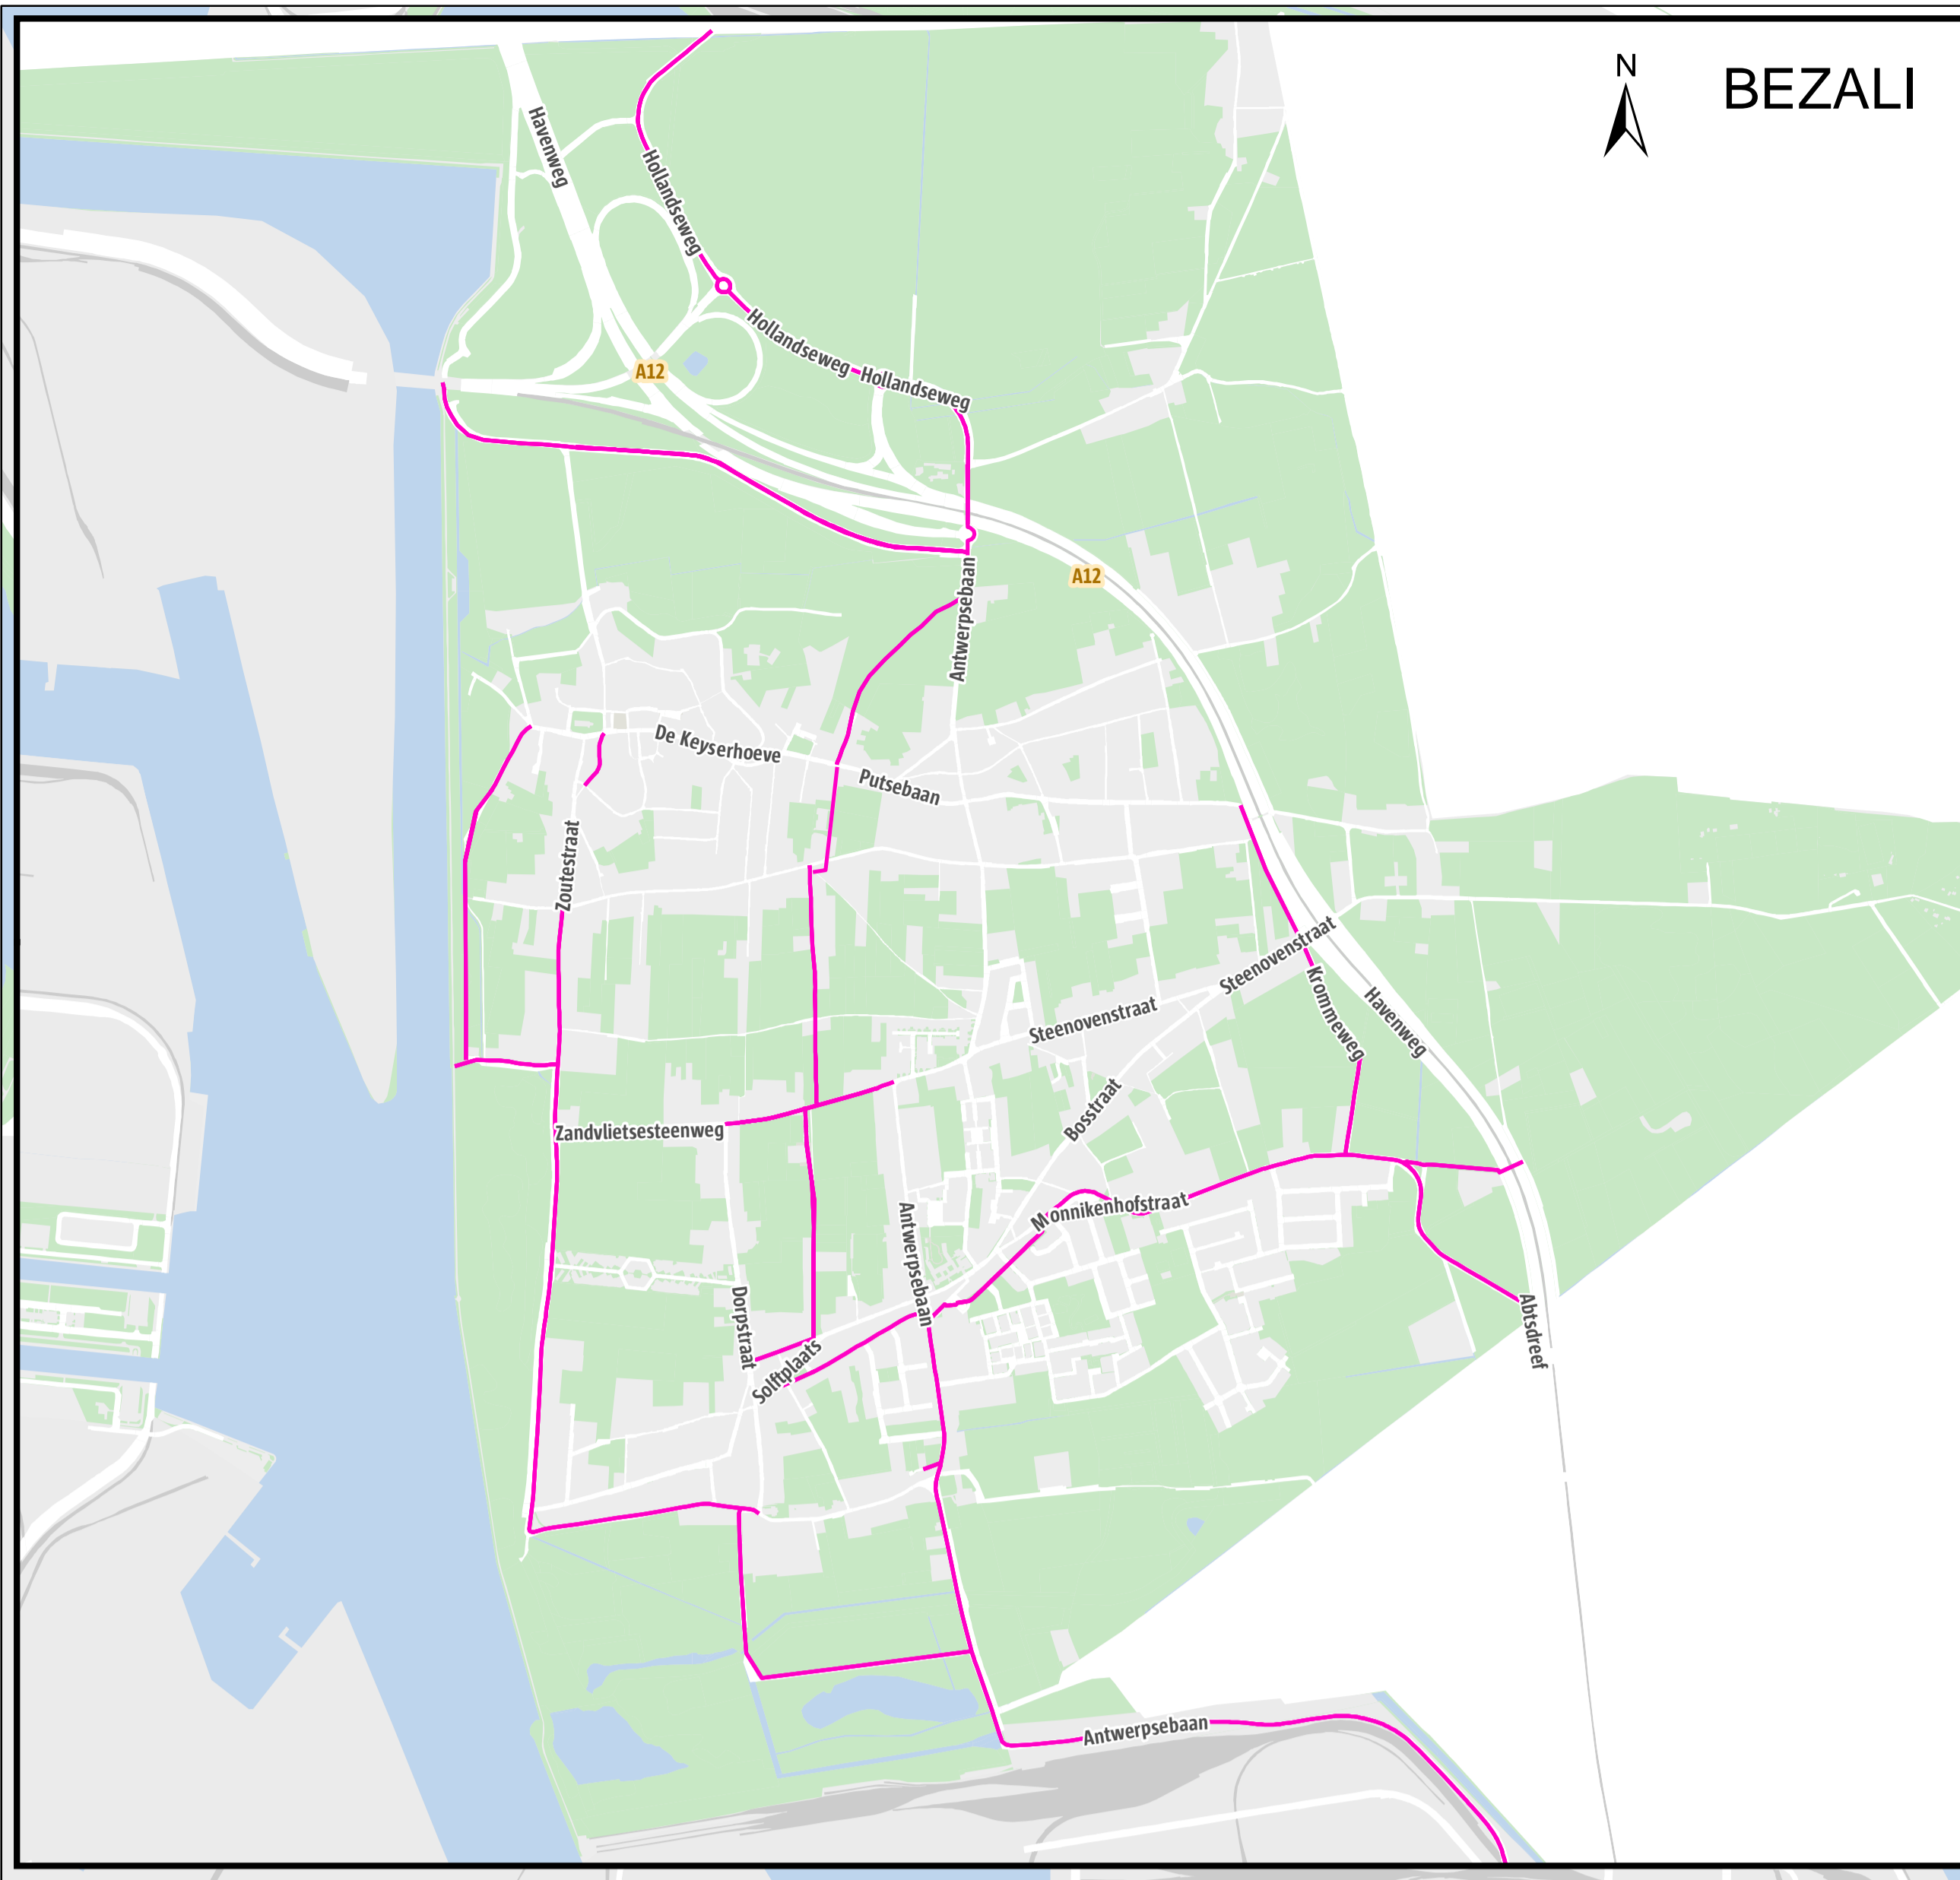 N
BEZALI
Havenweg
Hollandseweg
Hollandseweg
Hollandseweg
A12
A12
Antwerpsebaan
De Keyserhoeve
Putsebaan
Zoutestraat
Steenovenstraat
Steenovenstraat
Krommeweg
Havenweg
Bosstraat
Zandvlietsesteenweg
Monnikenhofstraat
Antwerpsebaan
Dorpstraat
Solftplaats
Abtsdreef
Antwerpsebaan